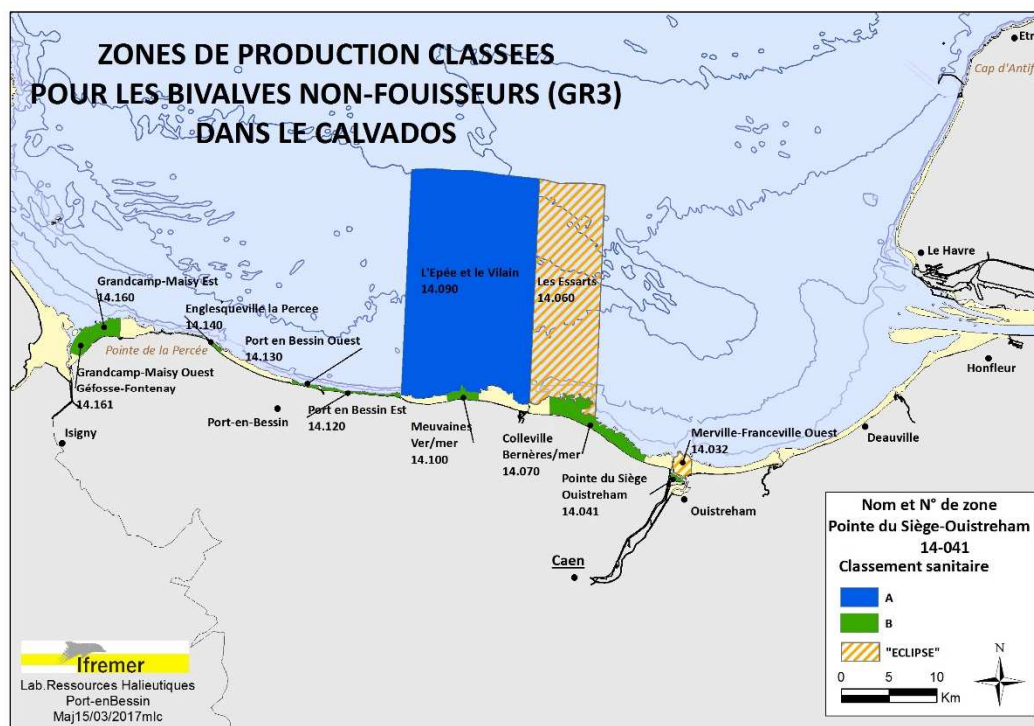 ZONES DE PRODUCTION CLASSEES
POUR LES BIVALVES NON-FOUISSEURS (GR3)
DANS LE CALVADOS
Etr
Cap d'Antif
Le Havre
L'Epée et le Vilain
14.090
Les Essarts
14.060
Grandcamp-Maisy Est
14.160
Englesqueville la Percee
14.140
Port en Bessin Ouest
14.130
Pointe de la Percée
Grandcamp-Maisy Ouest
Géfosse-Fontenay
14.161
Honfleur
Isigny
Port-en-Bessin
Port en Bessin Est
14.120
Meuvaines
Ver/mer
14.100
Colleville
Bernères/mer
14.070
Merville-Franceville Ouest
14.032
Deauville
Pointe du Siège
Ouistreham
14.041
Ouistreham
Caen
Nom et N° de zone
Pointe du Siège-Ouistreham
14-041
Classement sanitaire
A
B
"ECLIPSE"
N
0 5 10
Km
Ifremer
Lab.Ressources Halieutiques
Port-enBessin
Maj15/03/2017mlc